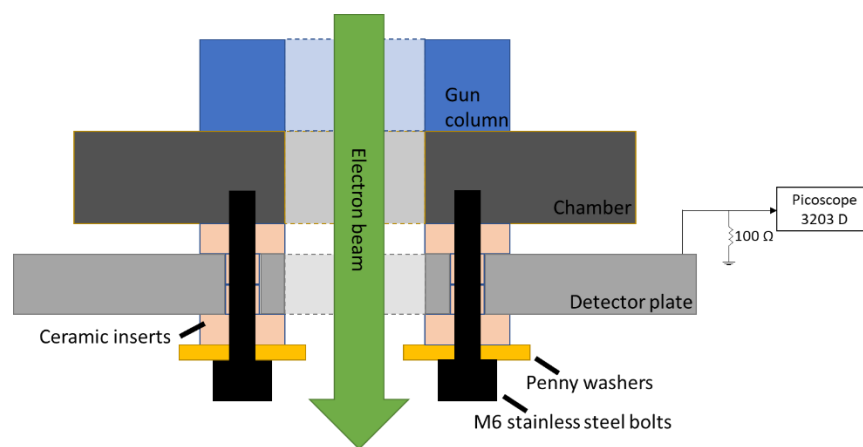 Gun
column
Electron beam
Chamber
Picoscope
3203 D
100 Ω
Detector plate
Ceramic inserts
Penny washers
M6 stainless steel bolts